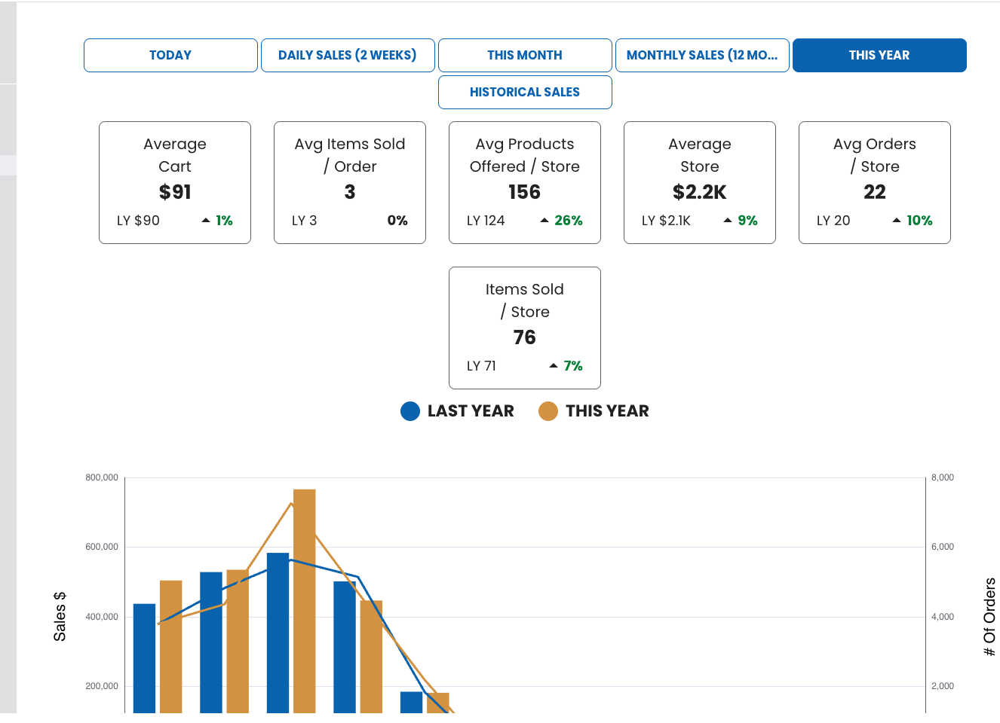 TODAY
DAILY SALES (2 WEEKS)
THIS MONTH
MONTHLY SALES (12 MO...
THIS YEAR
HISTORICAL SALES
Average
Cart
$91
LY $90 1%
Avg Items Sold
/ Order
3
LY 3 0%
Avg Products
Offered / Store
156
LY 124 26%
Average
Store
$2.2K
LY $2.1K 9%
Avg Orders
/ Store
22
LY 20 10%
Items Sold
/ Store
76
LY 71 7%
LAST YEAR
THIS YEAR
Sales $
800,000
600,000
400,000
200,000
8,000
6,000
4,000
2,000
# Of Orders